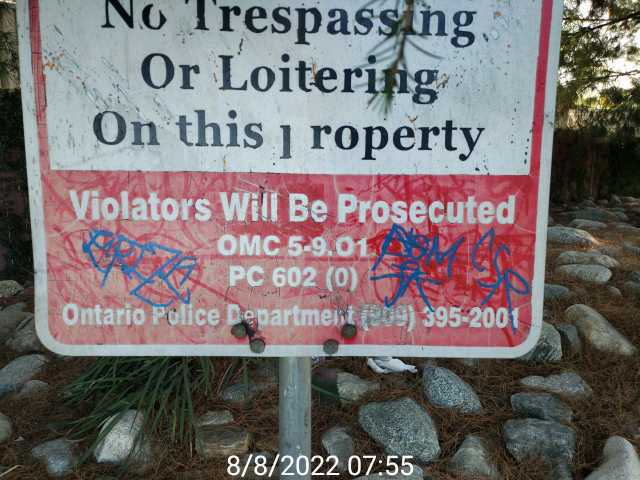 No Trespassing
Or Loitering
On this Property
Violators Will Be Prosecuted
OMC 5-9.01
PC 602 (O)
Ontario Police Department (909) 395-2001
8/8/2022 07:55